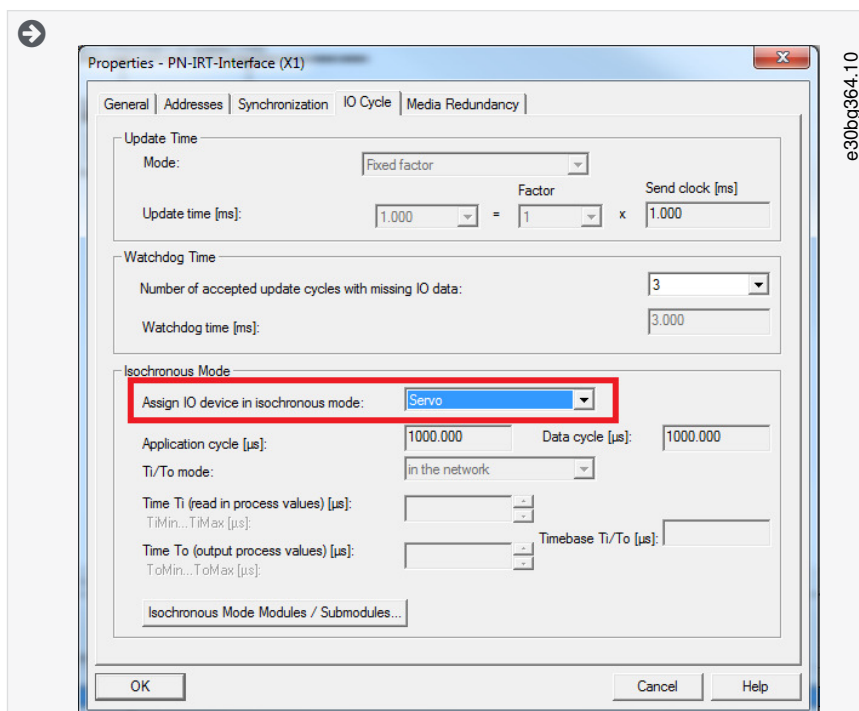 Properties - PN-IRT-Interface (X1)
General Addresses Synchronization IO Cycle Media Redundancy
Update Time
Mode: Fixed factor
Factor Send clock [ms]
Update time [ms]: 1.000 = 1 x 1.000
Watchdog Time
Number of accepted update cycles with missing IO data: 3
Watchdog time [ms]: 3.000
Isochronous Mode
Assign IO device in isochronous mode: Servo
Application cycle [µs]: 1000.000 Data cycle [µs]: 1000.000
Ti/To mode: in the network
Time Ti (read in process values) [µs]:
TiMin...TiMax [µs]:
Timebase Ti/To [µs]:
Time To (output process values) [µs]:
ToMin...ToMax [µs]:
Isochronous Mode Modules / Submodules...
OK Cancel Help
e30bg364.10